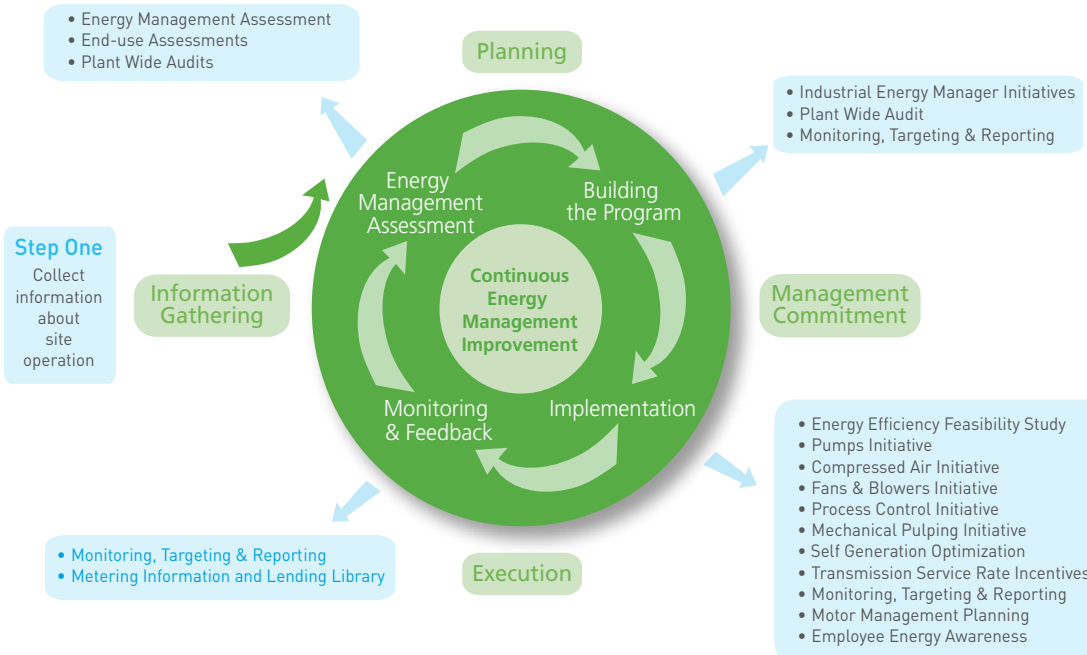 • Energy Management Assessment
• End-use Assessments
• Plant Wide Audits
Planning
• Industrial Energy Manager Initiatives
• Plant Wide Audit
• Monitoring, Targeting & Reporting
Energy
Management
Assessment
Building
the Program
Step One
Collect
information
about
site
operation
Information
Gathering
Continuous
Energy
Management
Improvement
Management
Commitment
Monitoring
& Feedback
Implementation
• Energy Efficiency Feasibility Study
• Pumps Initiative
• Compressed Air Initiative
• Fans & Blowers Initiative
• Process Control Initiative
• Mechanical Pulping Initiative
• Self Generation Optimization
• Transmission Service Rate Incentives
• Monitoring, Targeting & Reporting
• Motor Management Planning
• Employee Energy Awareness
• Monitoring, Targeting & Reporting
• Metering Information and Lending Library
Execution